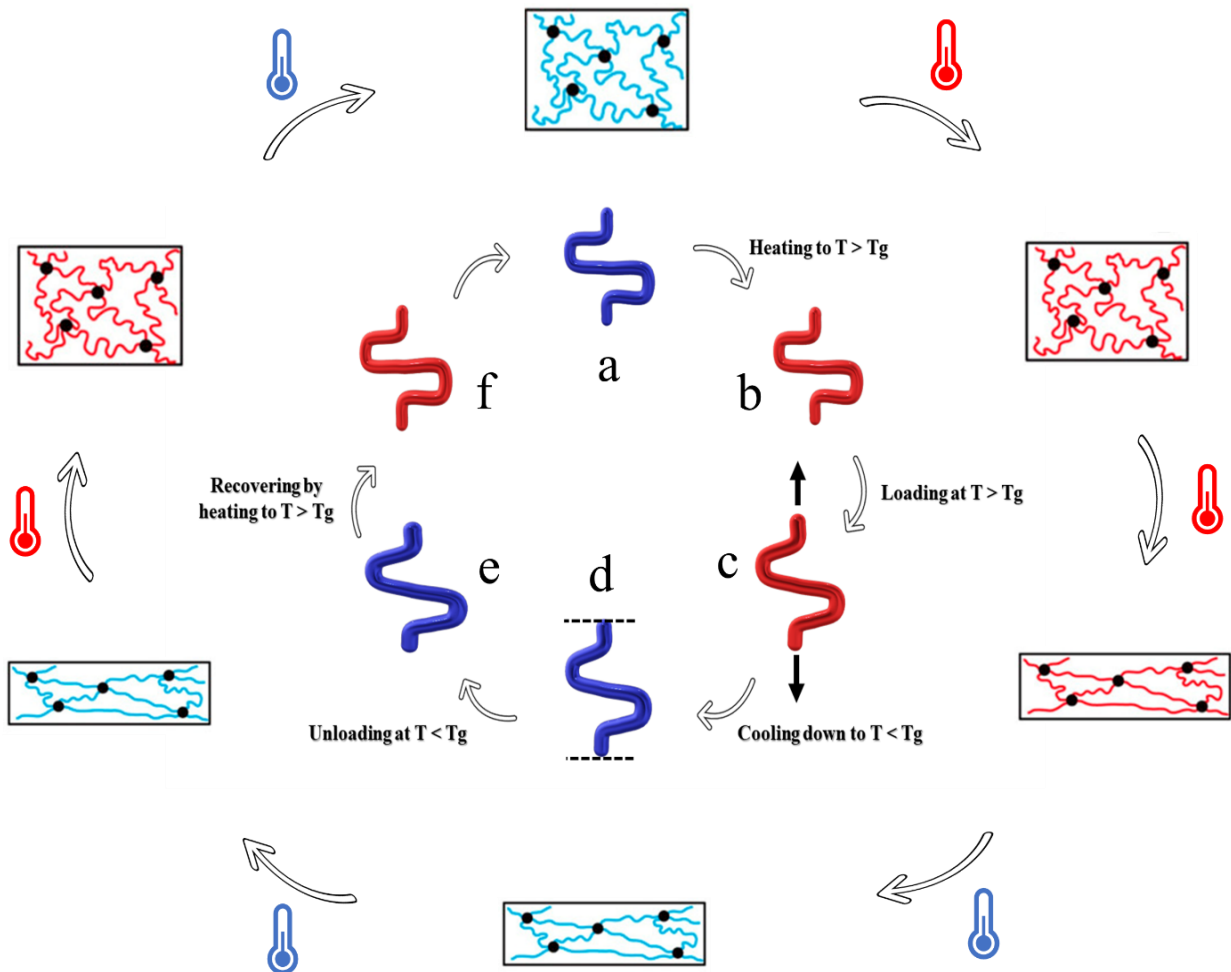 Heating to T > Tg
a
f
b
Recovering by
heating to T > Tg
Loading at T > Tg
e
d
c
Unloading at T < Tg
Cooling down to T < Tg